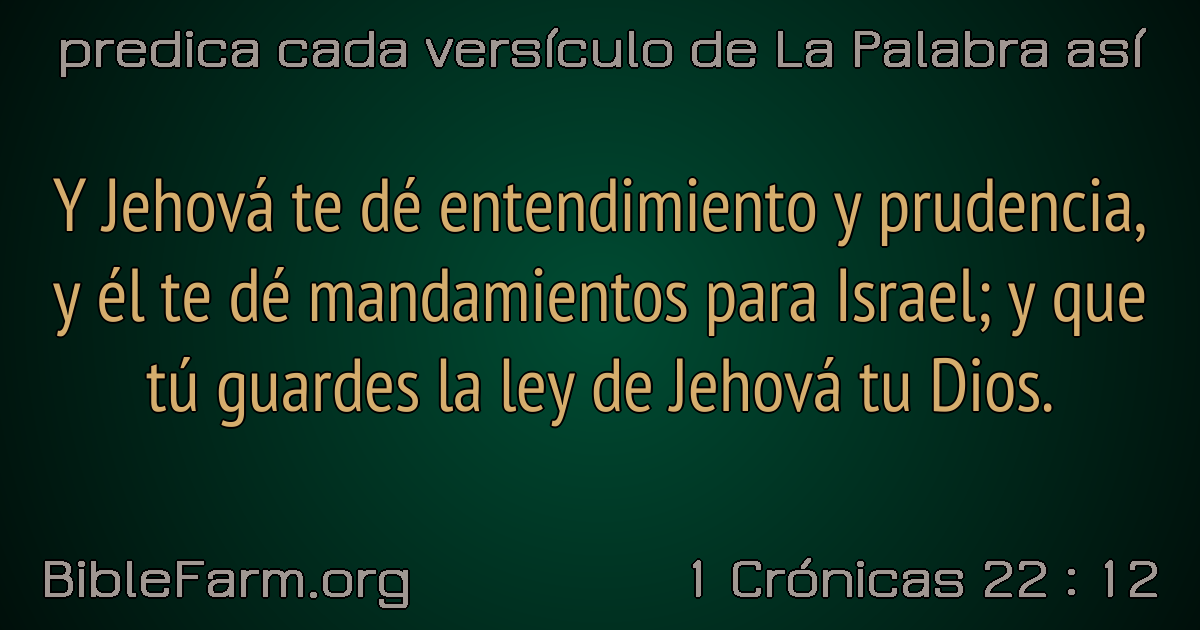 predica cada versículo de La Palabra así
Y Jehová te dé entendimiento y prudencia,
y él te dé mandamientos para Israel; y que
tú guardes la ley de Jehová tu Dios.
BibleFarm.org
1 Crónicas 22 : 12